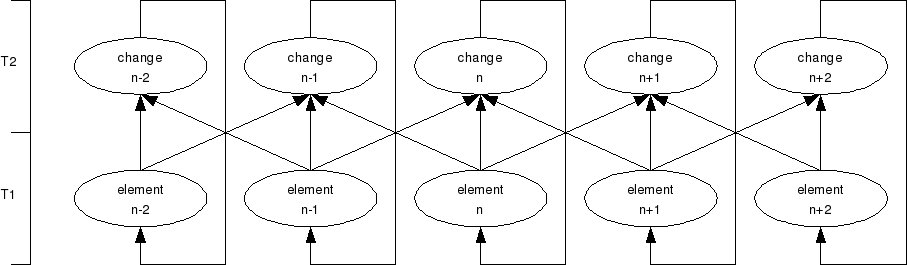 T2
change
n-2
change
n-1
change
n
change
n+1
change
n+2
T1
element
n-2
element
n-1
element
n
element
n+1
element
n+2